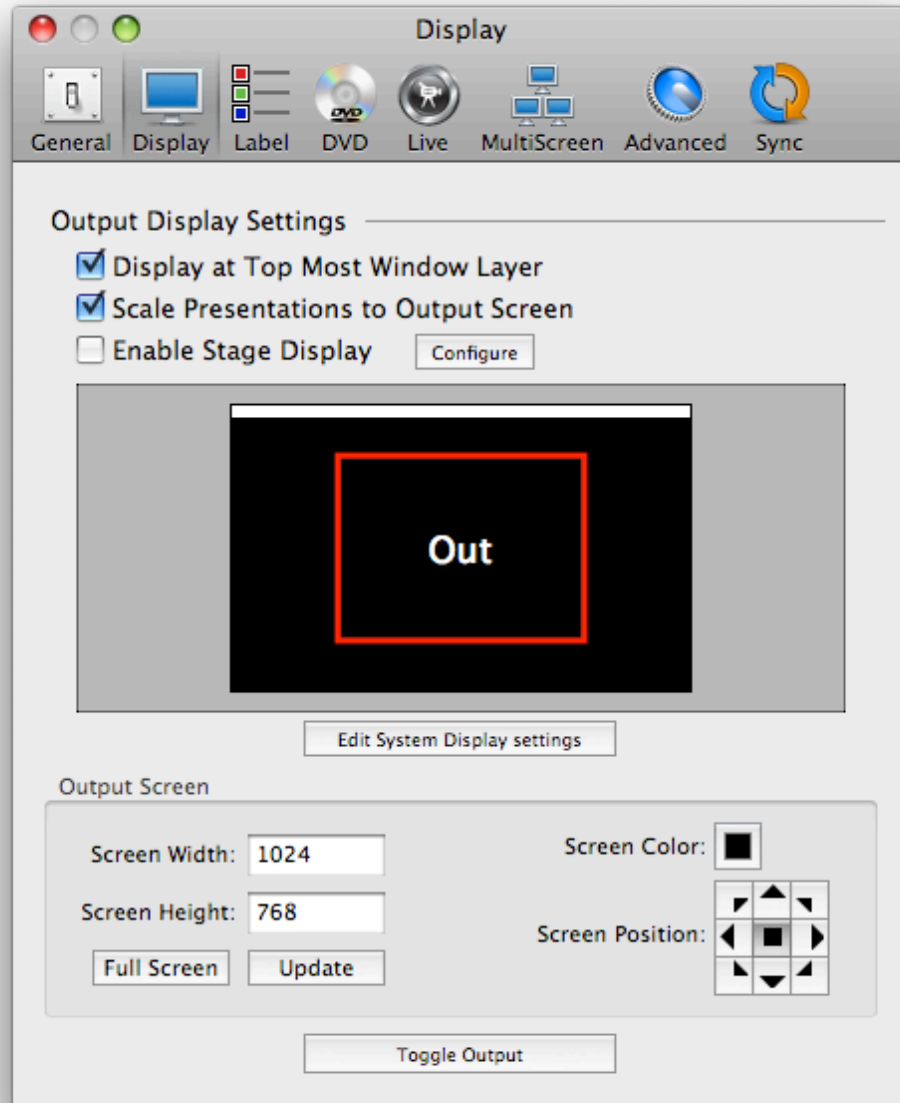 Display
General Display Label DVD Live MultiScreen Advanced Sync
Output Display Settings
Display at Top Most Window Layer
Scale Presentations to Output Screen
Enable Stage Display Configure
Out
Edit System Display settings
Output Screen
Screen Width: 1024 Screen Color:
Screen Height: 768
Screen Position:
Full Screen Update
Toggle Output